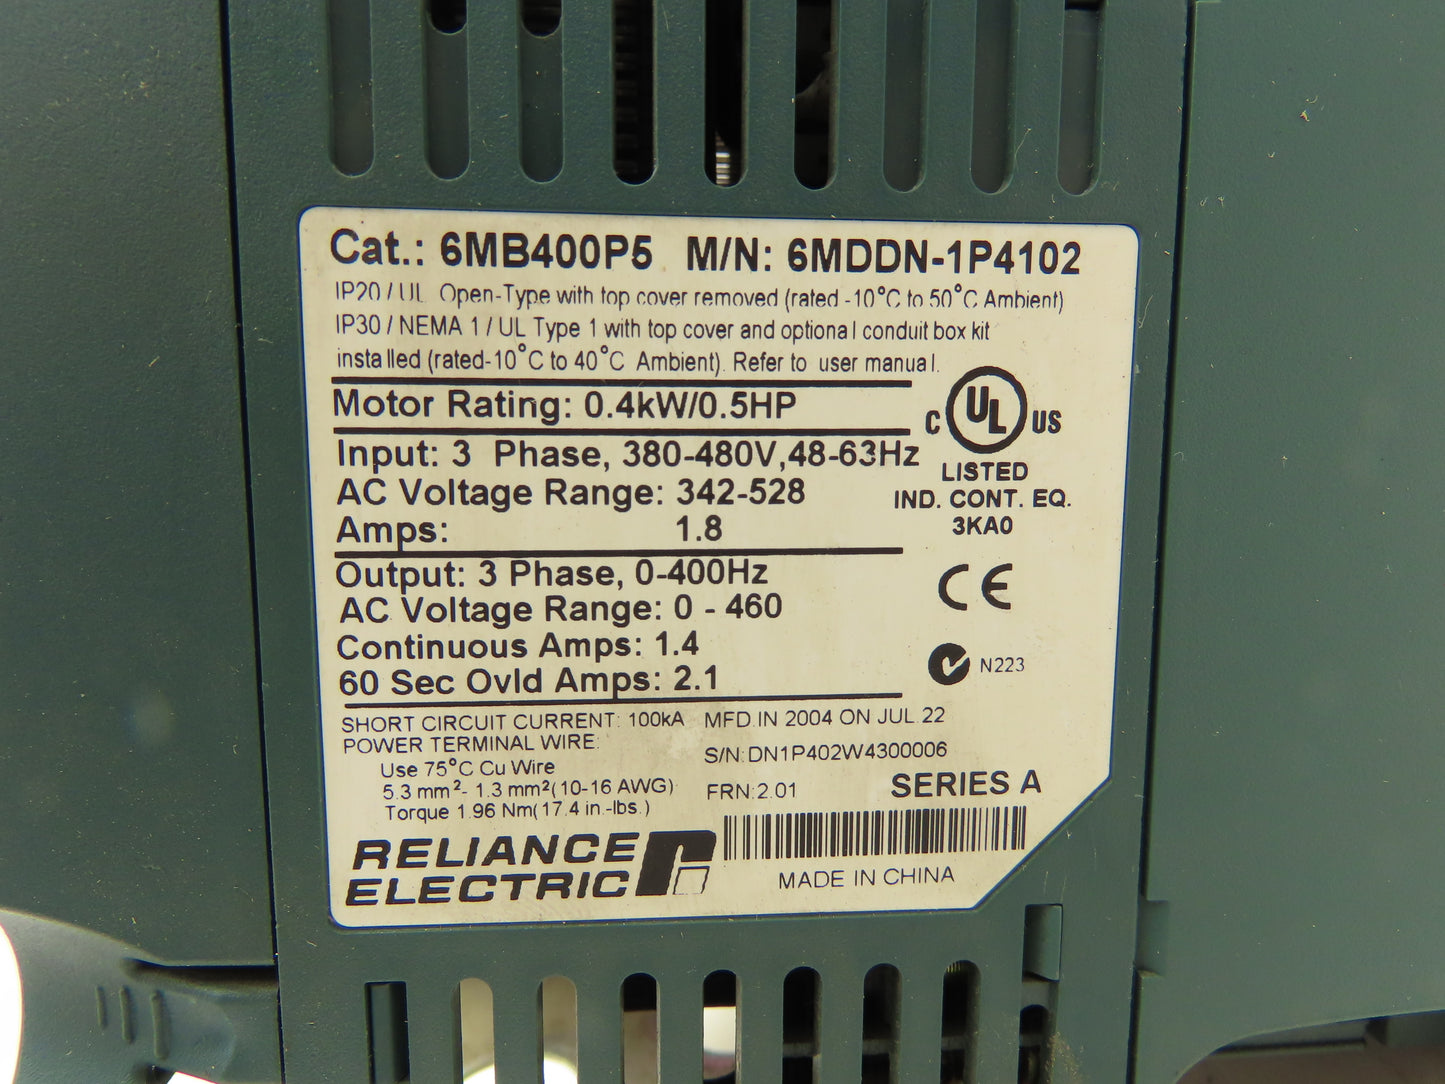 Cat.: 6MB400P5 M/N: 6MDDN-1P4102
IP20 / UL Open-Type with top cover removed (rated -10°C to 50°C Ambient)
IP30 / NEMA 1 / UL Type 1 with top cover and optional conduit box kit
installed (rated-10°C to 40°C Ambient). Refer to user manual.
Motor Rating: 0.4kW/0.5HP
Input: 3 Phase, 380-480V,48-63Hz
AC Voltage Range: 342-528
Amps: 1.8
C UL US
LISTED
IND. CONT. EQ.
3KA0
Output: 3 Phase, 0-400Hz
AC Voltage Range: 0 - 460
Continuous Amps: 1.4
60 Sec Ovld Amps: 2.1
CE
N223
SHORT CIRCUIT CURRENT: 100kA
POWER TERMINAL WIRE:
Use 75°C Cu Wire
5.3 mm²- 1.3 mm²(10-16 AWG)
Torque 1.96 Nm(17.4 in.-lbs.)
MFD.IN 2004 ON JUL.22
S/N:DN1P402W4300006
FRN:2.01 SERIES A
RELIANCE
ELECTRIC
MADE IN CHINA